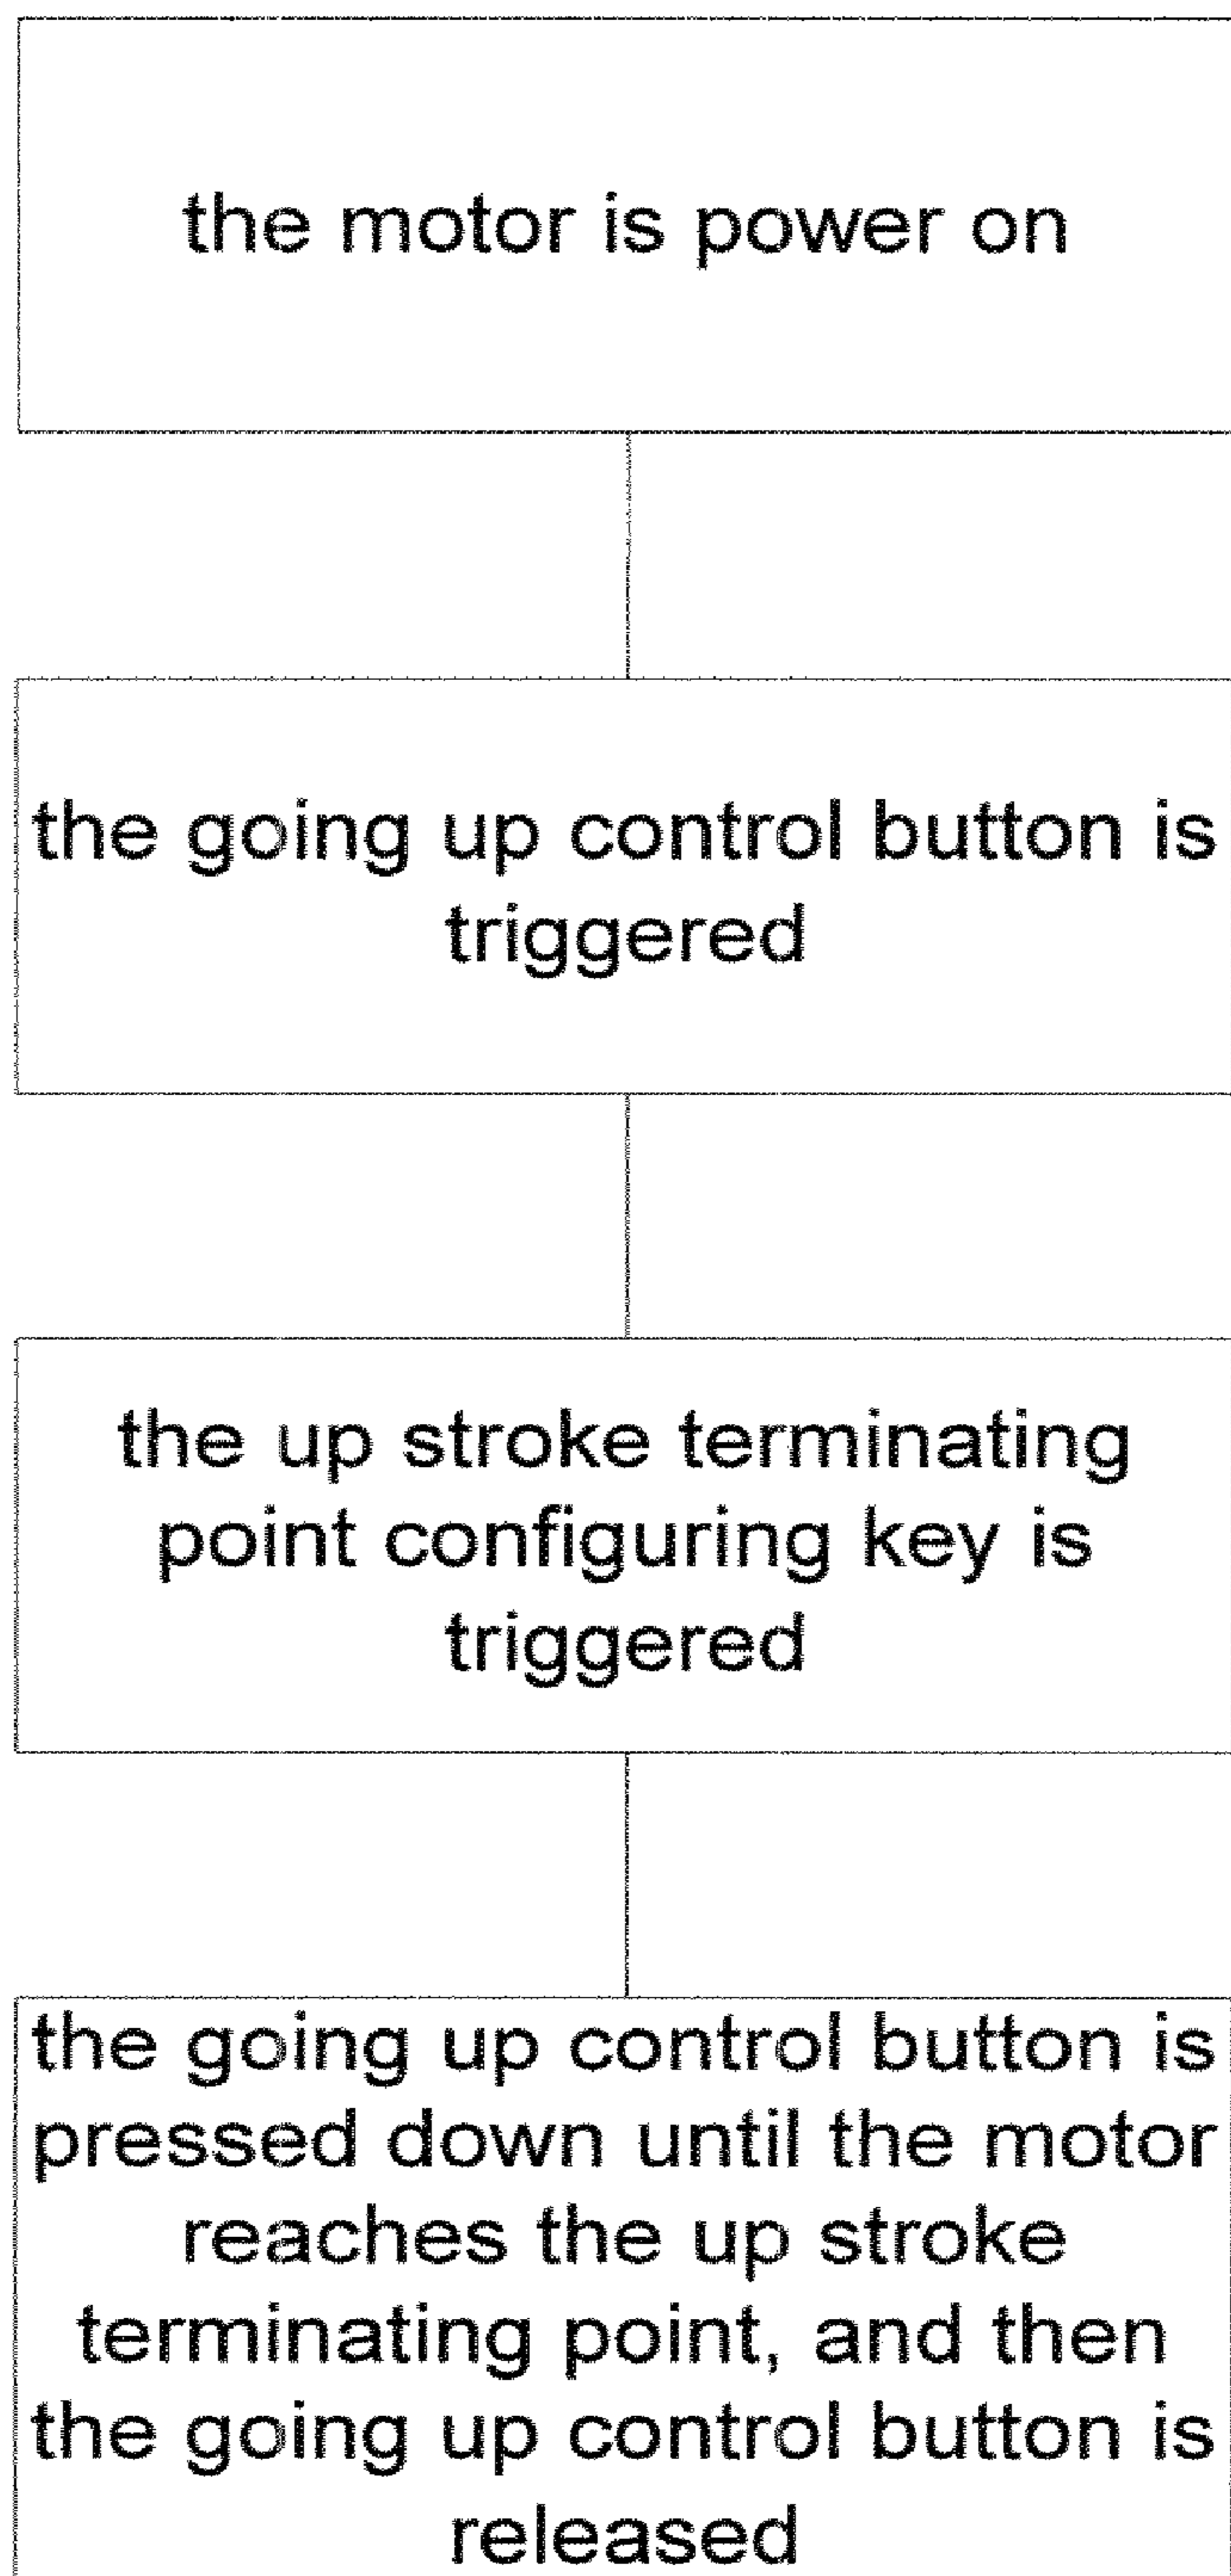 the motor is power on
the going up control button is
triggered
the up stroke terminating
point configuring key is
triggered
the going up control button is
pressed down until the motor
reaches the up stroke
terminating point, and then
the going up control button is
released